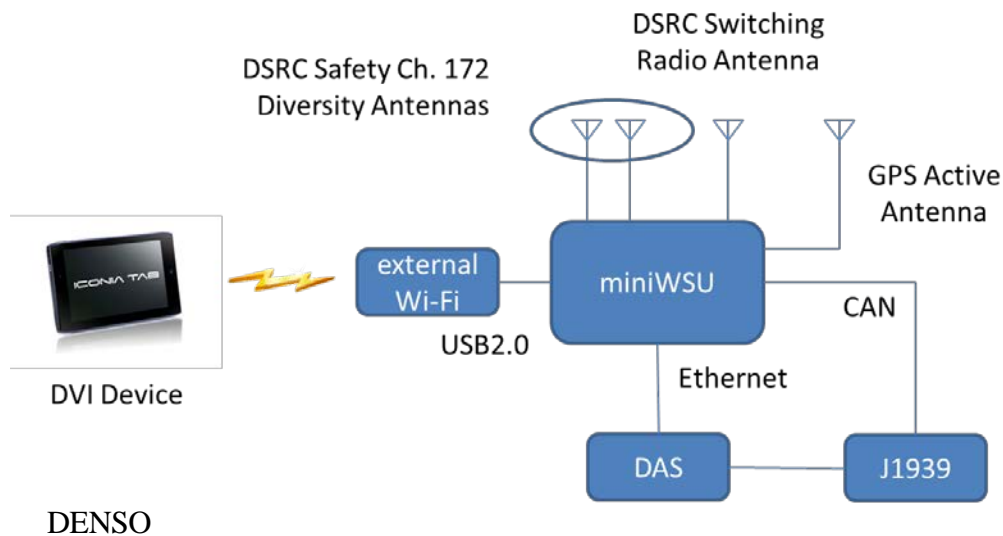 DSRC Switching
Radio Antenna
DSRC Safety Ch. 172
Diversity Antennas
GPS Active
Antenna
ICONIA TAB
external
Wi-Fi
miniWSU
CAN
USB2.0
Ethernet
DVI Device
DAS
J1939
DENSO